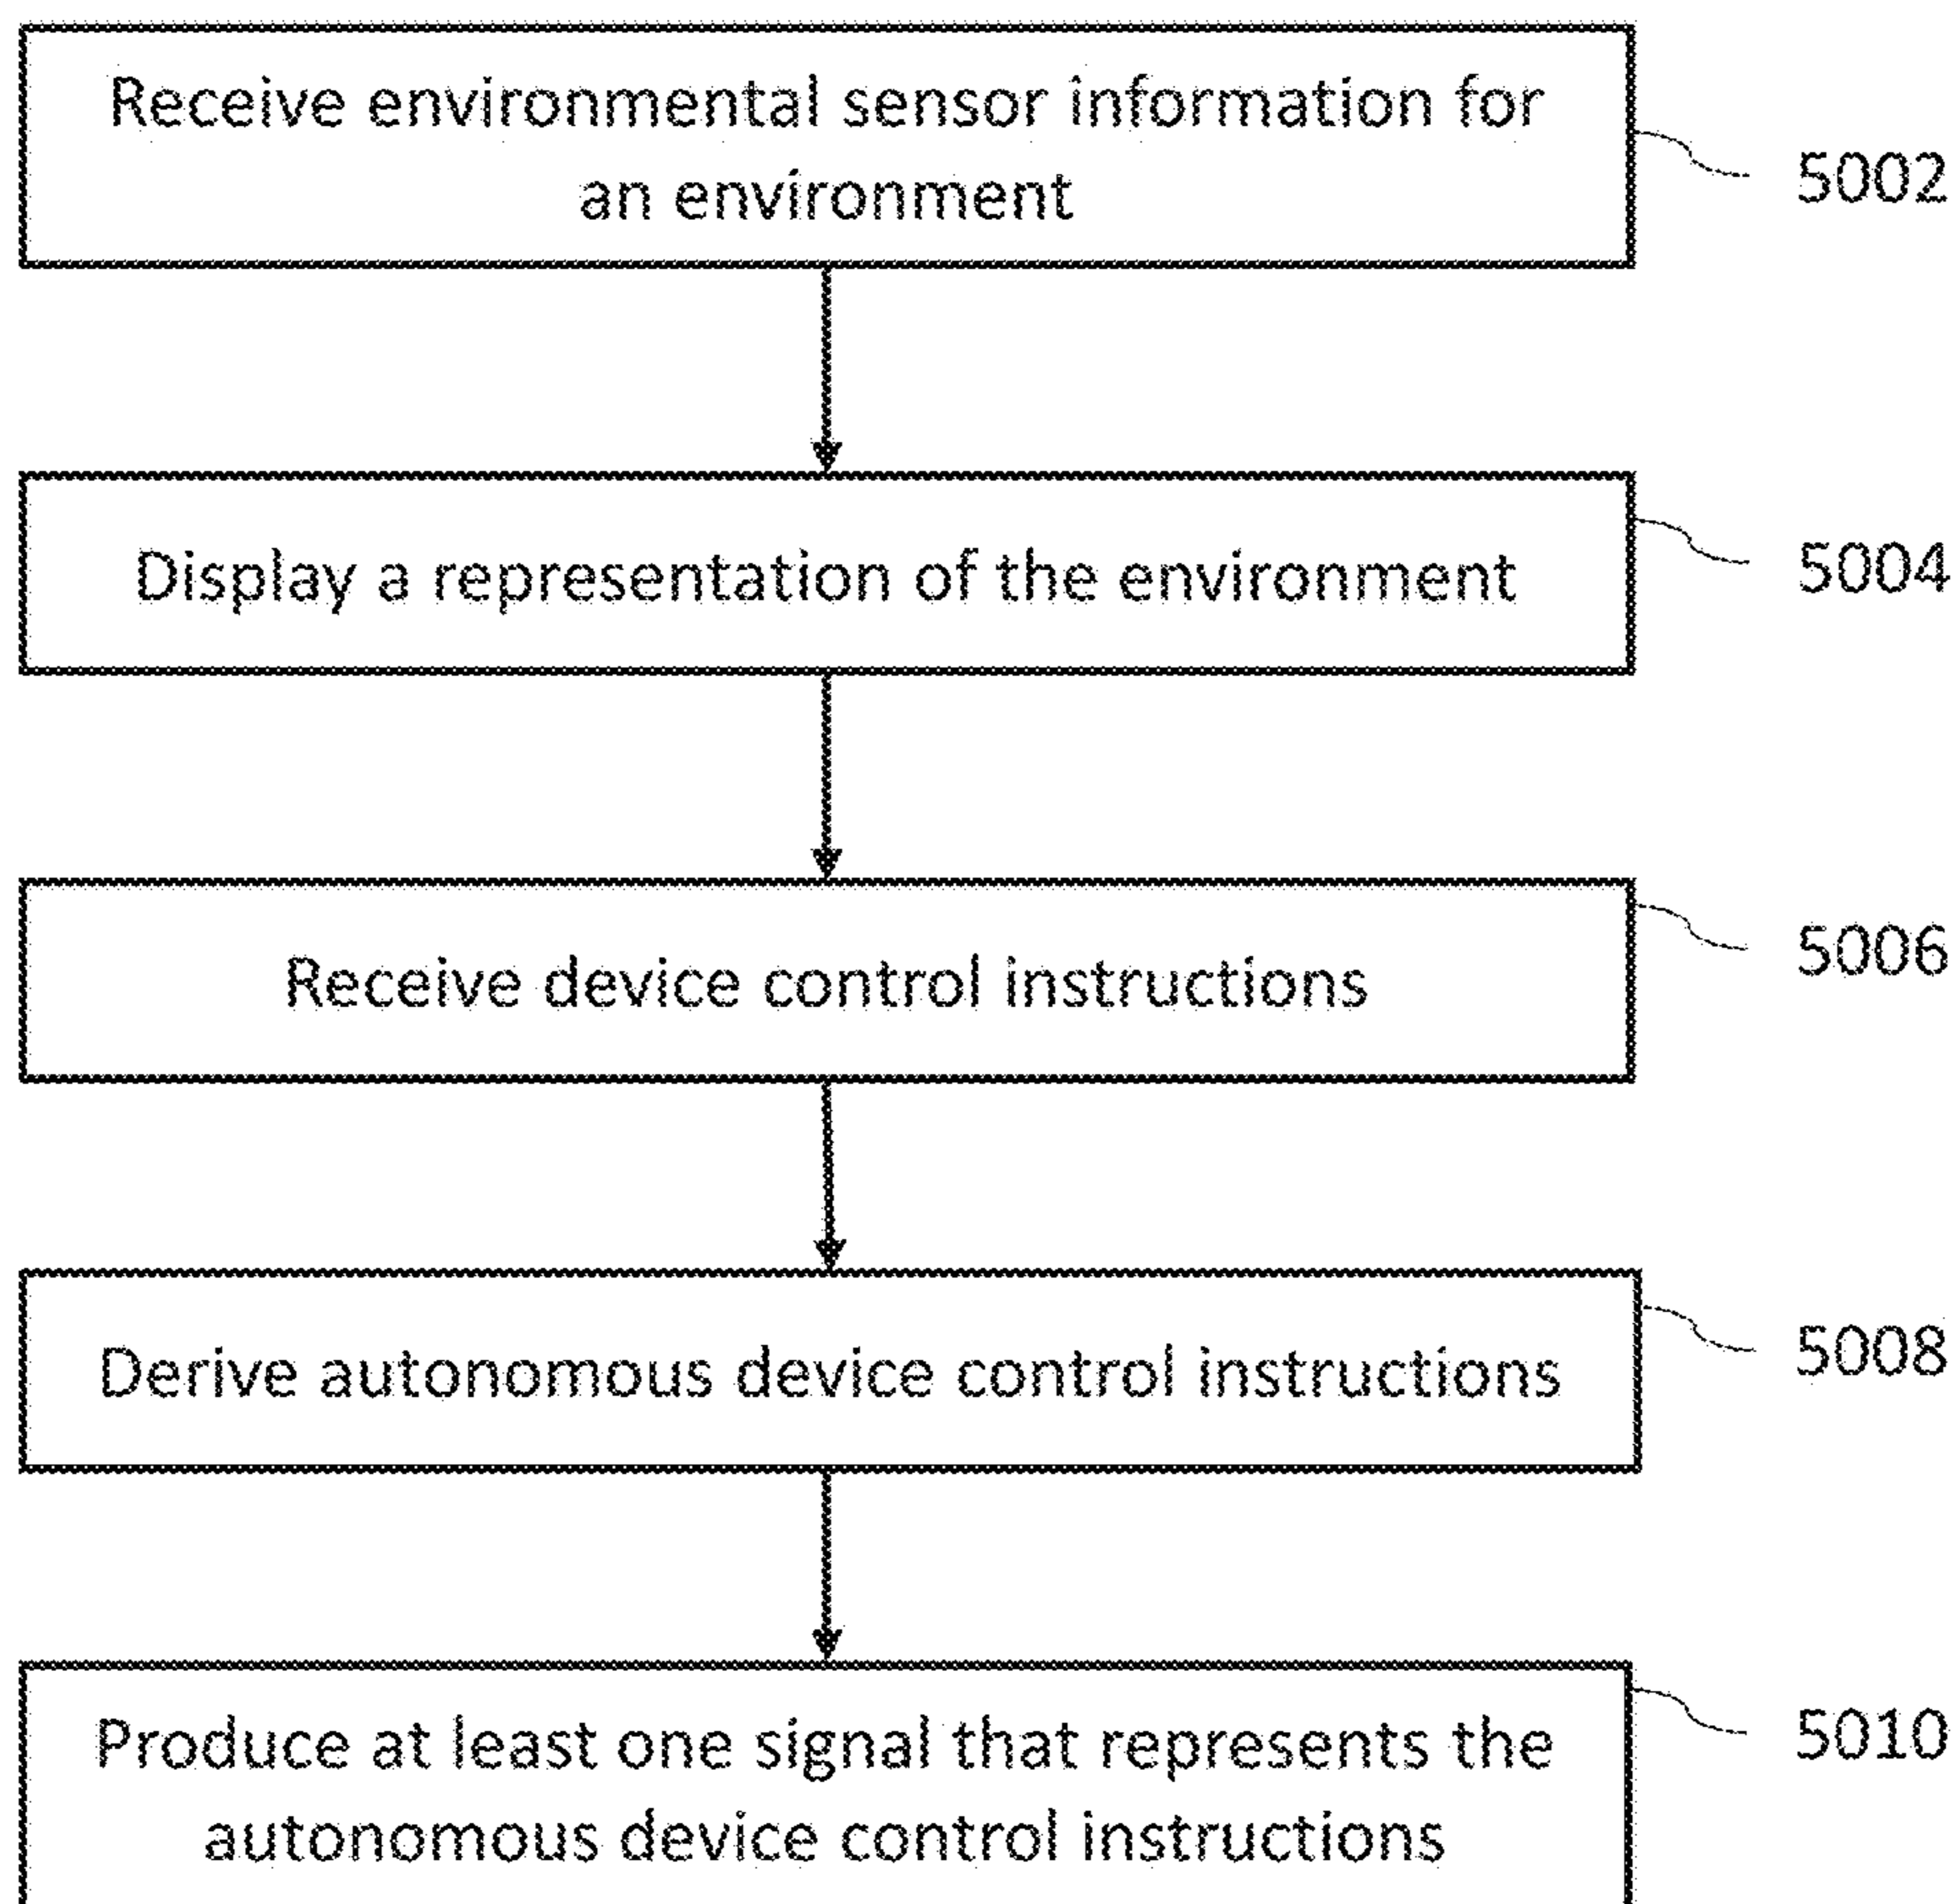 Receive environmental sensor information for
an environment
5002
Display a representation of the environment
5004
Receive device control instructions
5006
Derive autonomous device control instructions
5008
Produce at least one signal that represents the
autonomous device control instructions
5010